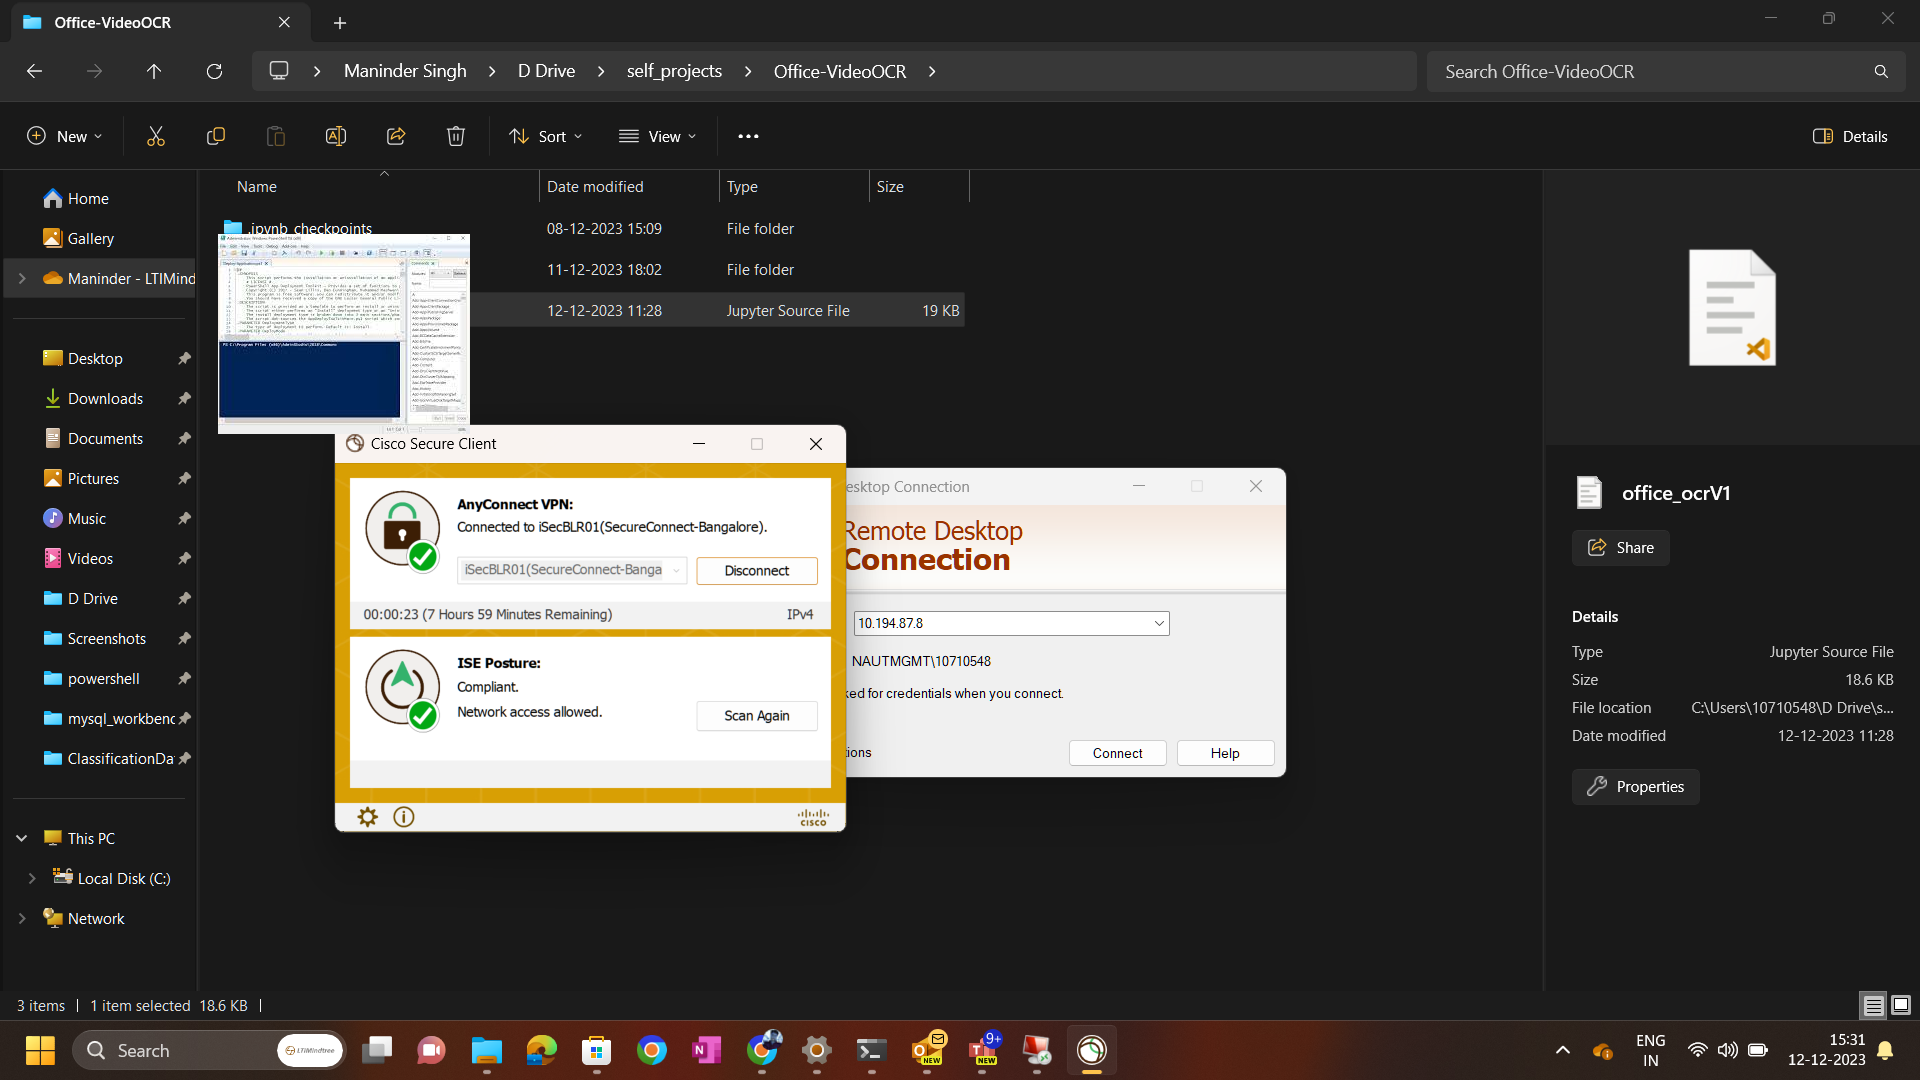 Office-VideoOCR
Maninder Singh
D Drive
self_projects
Office-VideoOCR
Search Office-VideoOCR
New
Sort
View
Details
Name
Date modified
Type
Size
Home
Gallery
Maninder - LTIMind
Desktop
Downloads
Documents
Pictures
Music
Videos
D Drive
Screenshots
powershell
mysql_workbenc
ClassificationDa
This PC
Local Disk (C:)
Network
.ipynb_checkpoints
08-12-2023 15:09
File folder
11-12-2023 18:02
File folder
12-12-2023 11:28
Jupyter Source File
19 KB
Cisco Secure Client
AnyConnect VPN:
Connected to iSecBLR01(SecureConnect-Bangalore).
iSecBLR01(SecureConnect-Banga
Disconnect
00:00:23 (7 Hours 59 Minutes Remaining)
IPv4
ISE Posture:
Compliant.
Network access allowed.
Scan Again
cisco
esktop Connection
Remote Desktop
Connection
10.194.87.8
NAUTMGMT\10710548
ked for credentials when you connect.
tions
Connect
Help
office_ocrV1
Share
Details
Type
Jupyter Source File
Size
18.6 KB
File location
C:\Users\10710548\D Drive\s...
Date modified
12-12-2023 11:28
Properties
3 items
1 item selected 18.6 KB
Search
LTIMindtree
NEW
9+
NEW
ENG
IN
15:31
12-12-2023